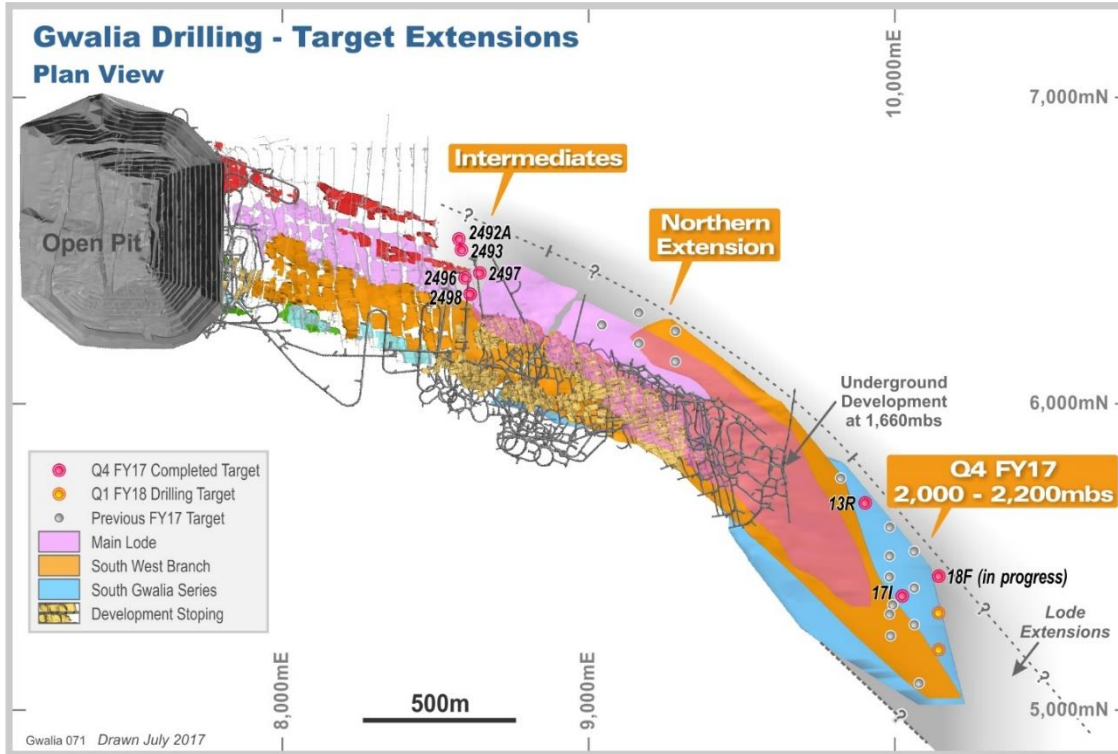 Gwalia Drilling - Target Extensions
Plan View
10,000mE
7,000mN
Intermediates
?
2492A
2493
Northern
Extension
Open Pit
?
2496
2497
2498
Underground
Development
at 1,660mbs
6,000mN
Q4 FY17 Completed Target
Q1 FY18 Drilling Target
Previous FY17 Target
Main Lode
South West Branch
South Gwalia Series
Development Stoping
Q4 FY17
2,000 - 2,200mbs
13R
18F (in progress)
17I
?
Lode
Extensions
?
8,000mE
9,000mE
500m
?
5,000mN
Gwalia 071 Drawn July 2017